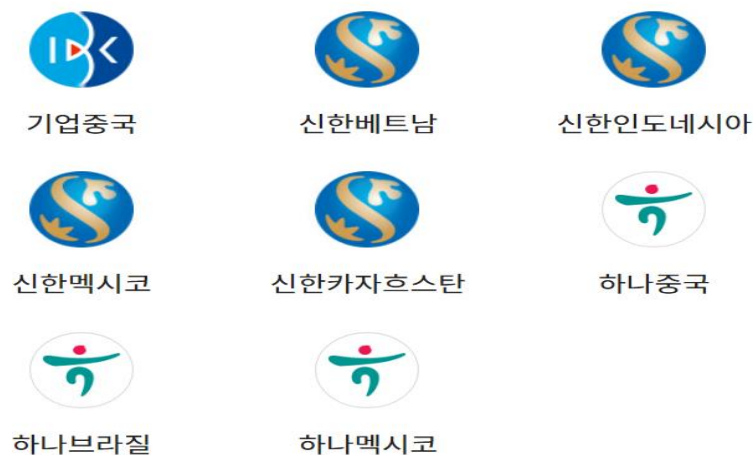 IBK
기업중국
신한베트남
신한인도네시아
신한멕시코
신한카자흐스탄
하나중국
하나브라질
하나멕시코